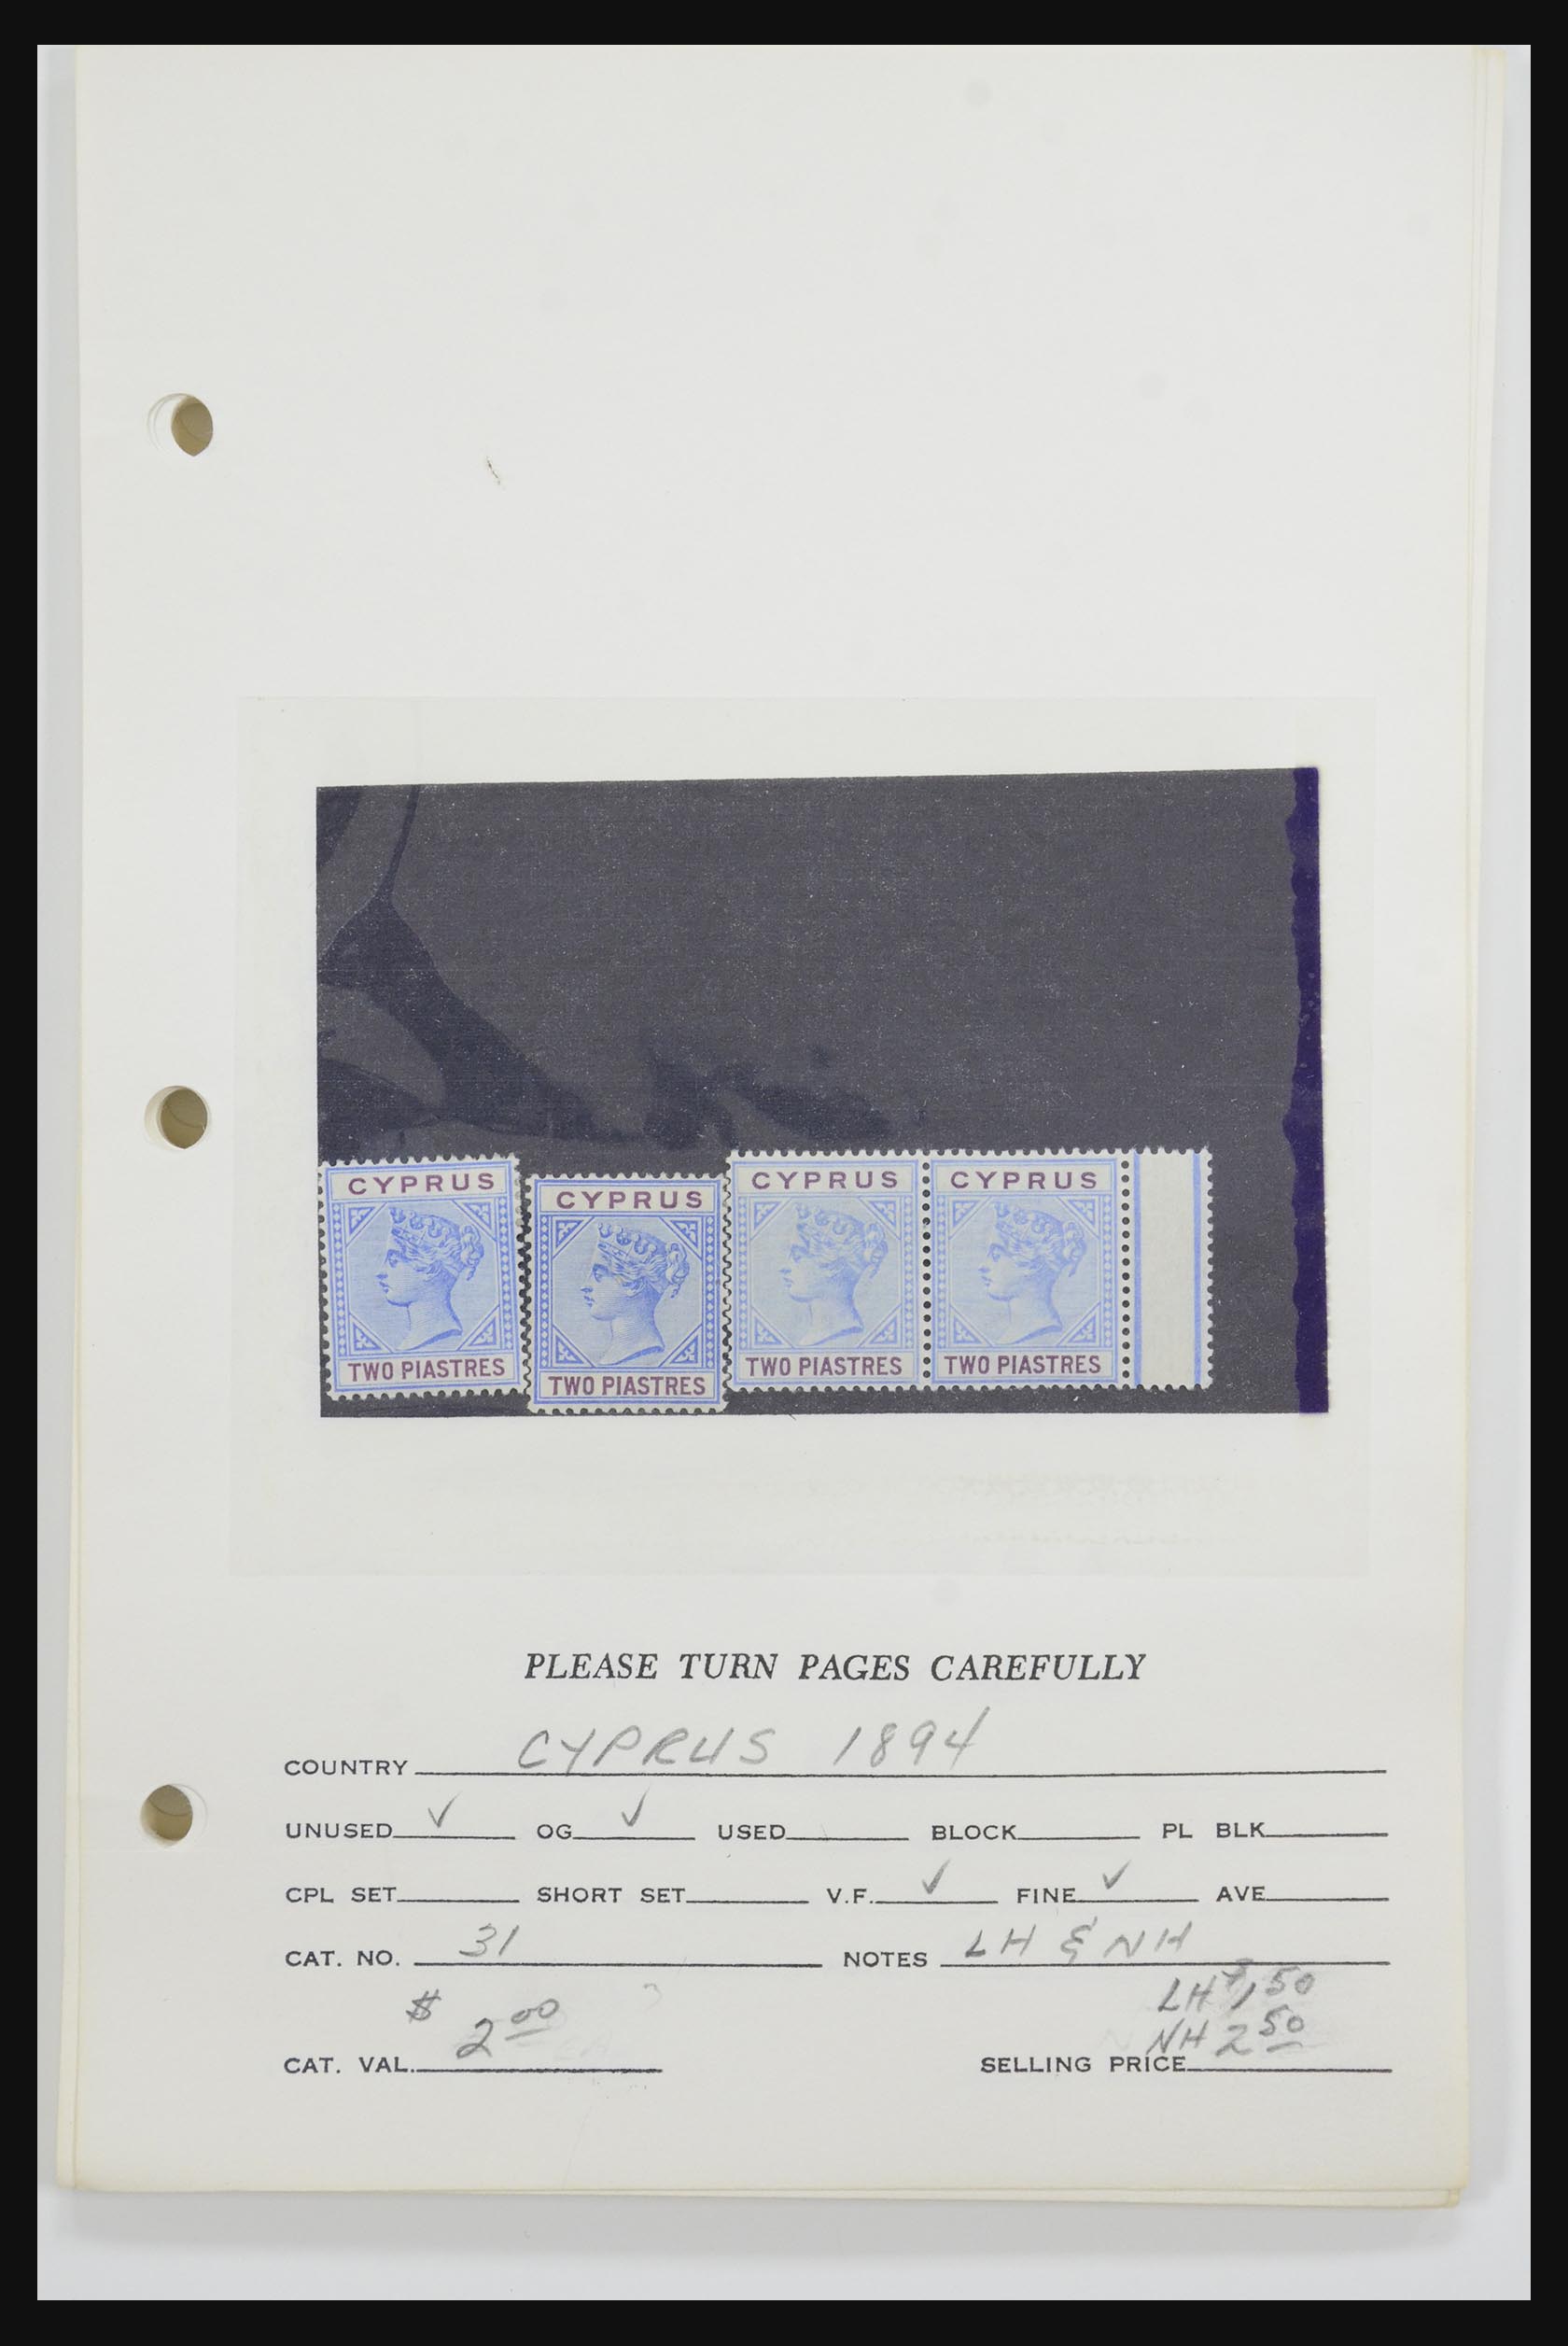 CYPRUS CYPRUS CYPRUS CYPRUS
TWO PIASTRES TWO PIASTRES TWO PIASTRES TWO PIASTRES
PLEASE TURN PAGES CAREFULLY
COUNTRY CYPRUS 1894
UNUSED ✓ OG ✓ USED BLOCK PL BLK
CPL SET SHORT SET V.F. ✓ FINE ✓ AVE
CAT. NO. 31 NOTES LH & NH
LH $1.50
$ 2.00 NH 2.50
CAT. VAL. SELLING PRICE